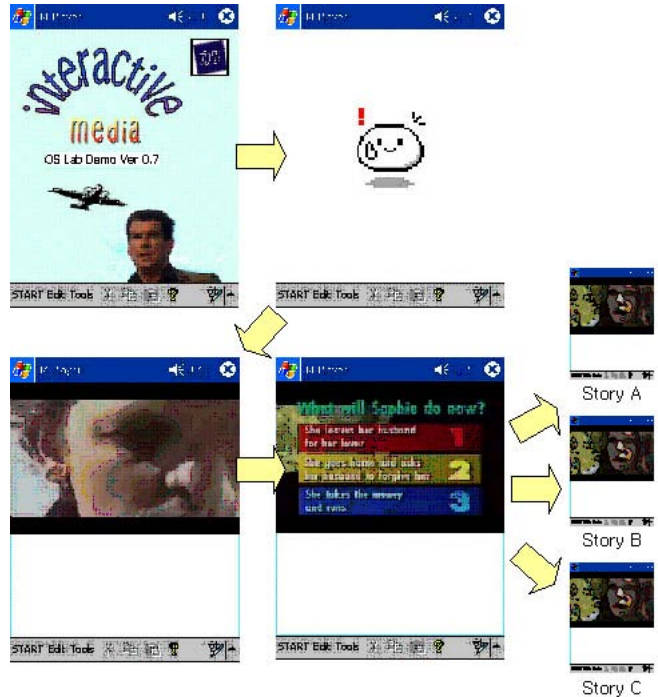 interactive
media
OS Lab Demo Ver 0.7
START Edit Tools
!
START Edit Tools
START Edit Tools
What will Sophie do now?
She leaves her husband
for her lover
1
She goes home and asks
her husband to forgive her
2
She takes the money
and runs
3
START Edit Tools
Story A
Story B
Story C